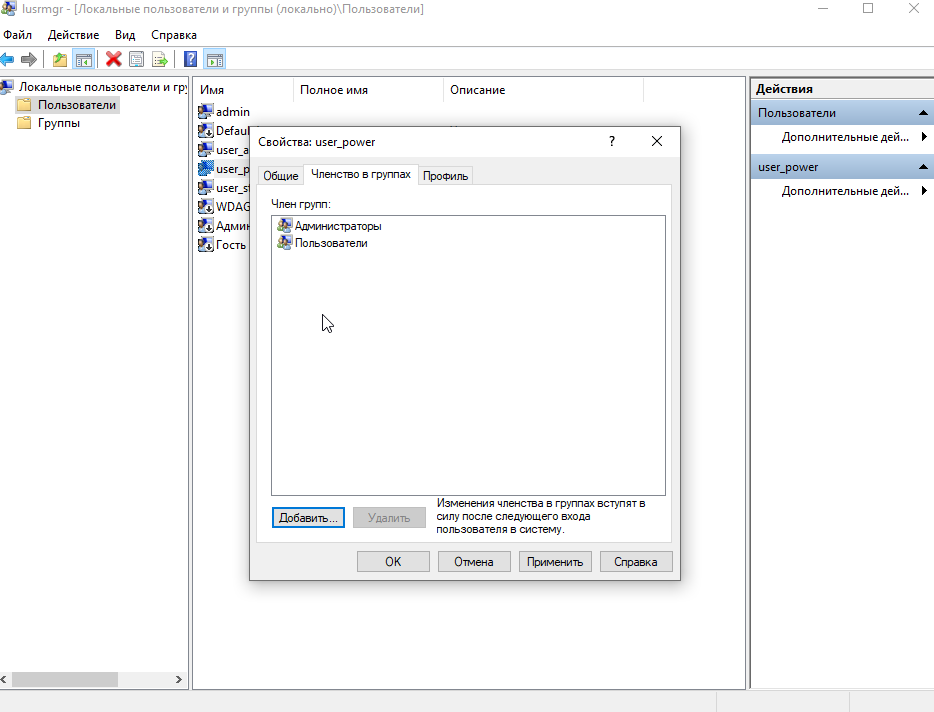 lusrmgr - [Локальные пользователи и группы (локально)\Пользователи]
Файл Действие Вид Справка
Локальные пользователи и гру
Пользователи
Группы
Имя Полное имя Описание
admin
Defaul
user_a
user_p
user_st
WDAG
Админ
Гость
Свойства: user_power
Общие Членство в группах Профиль
Член групп:
Администраторы
Пользователи
Добавить... Удалить
Изменения членства в группах вступят в
силу после следующего входа
пользователя в систему.
OK Отмена Применить Справка
Действия
Пользователи
Дополнительные дей...
user_power
Дополнительные дей...